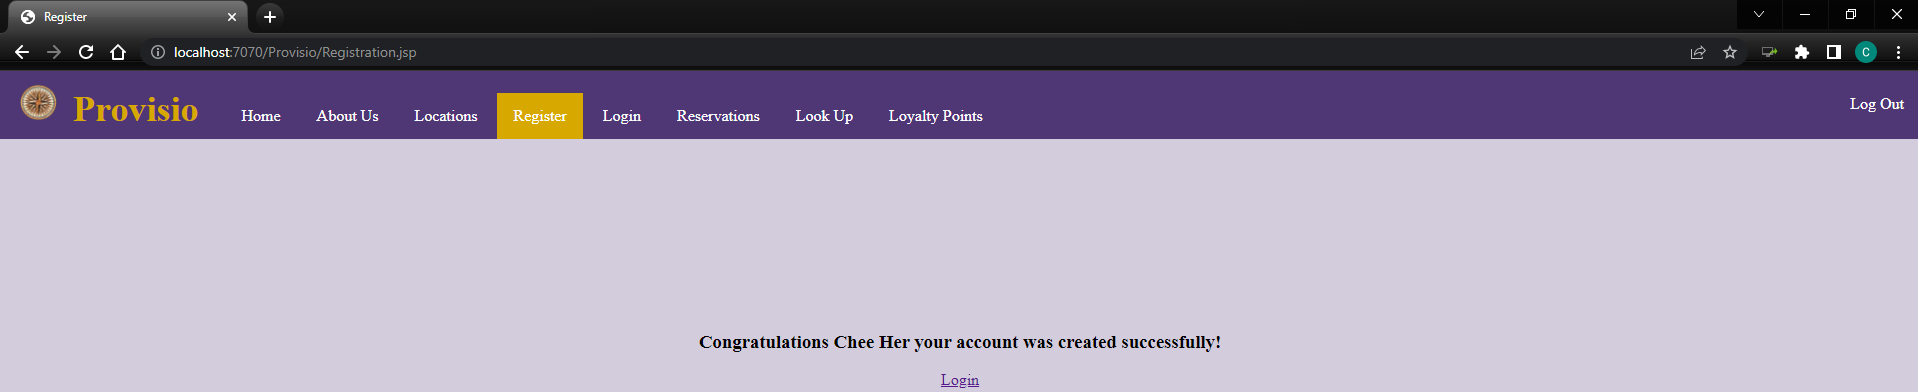 Register
localhost:7070/Provisio/Registration.jsp
C
Provisio Home About Us Locations Register Login Reservations Look Up Loyalty Points Log Out
Congratulations Chee Her your account was created successfully!
Login